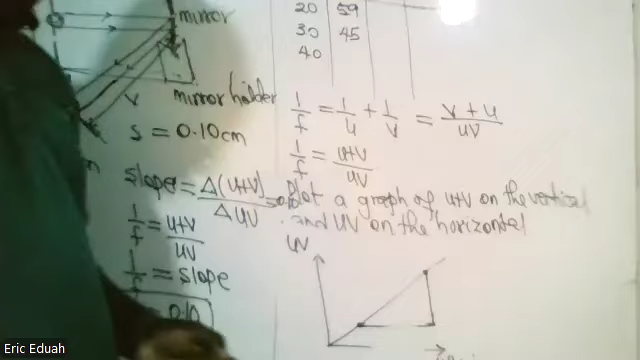 mirror
20 59
30 45
40
v
mirror holder
1/f = 1/u + 1/v = v+u/uv
s = 0.10cm
1/f = u+v/uv
slope = Δ(u+v)/ΔUV
Plot a graph of u+v on the vertical
and UV on the horizontal
1/f = u+v/uv
UV
1/f = slope
0.10
Eric Eduah